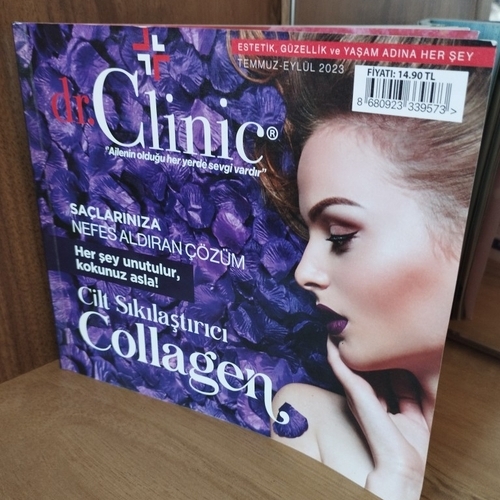 ESTETİK, GÜZELLİK ve YAŞAM ADINA HER ŞEY
TEMMUZ-EYLÜL 2023
FİYATI: 14.90 TL
8 680923 339573 >
dr.Clinic®
"Ailenin olduğu her yerde sevgi vardır"
SAÇLARINIZA
NEFES ALDIRAN ÇÖZÜM
Her şey unutulur,
kokunuz asla!
Cilt Sıkılaştırıcı
Collagen